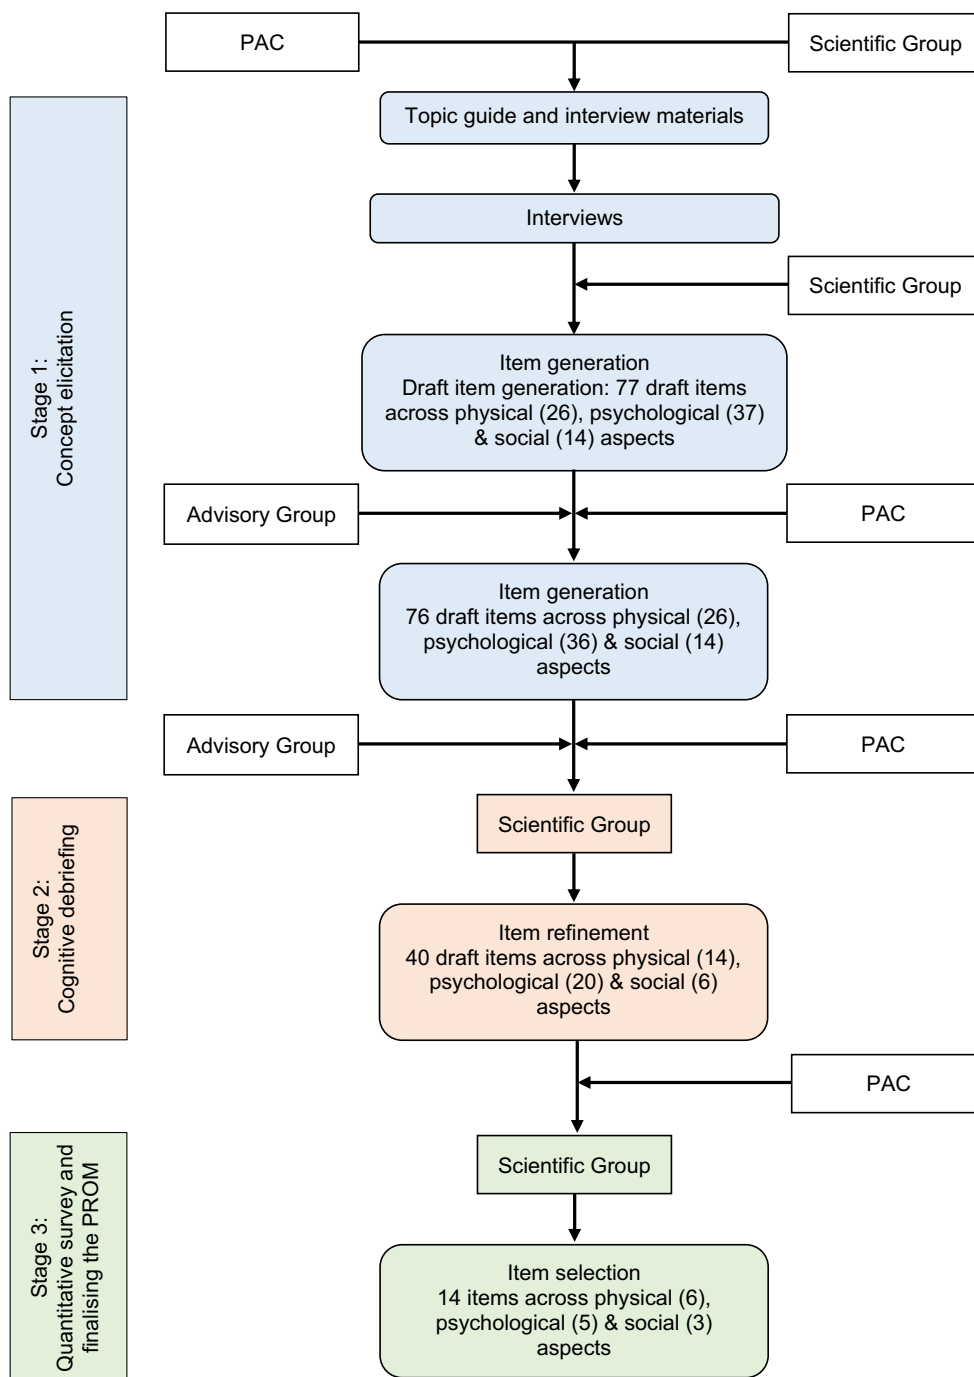 PAC
Scientific Group
Topic guide and interview materials
Interviews
Scientific Group
Stage 1:
Concept elicitation
Item generation
Draft item generation: 77 draft items
across physical (26), psychological (37)
& social (14) aspects
Advisory Group
PAC
Item generation
76 draft items across physical (26),
psychological (36) & social (14)
aspects
Advisory Group
PAC
Stage 2:
Cognitive debriefing
Scientific Group
Item refinement
40 draft items across physical (14),
psychological (20) & social (6)
aspects
PAC
Stage 3:
Quantitative survey and
finalising the PROM
Scientific Group
Item selection
14 items across physical (6),
psychological (5) & social (3)
aspects